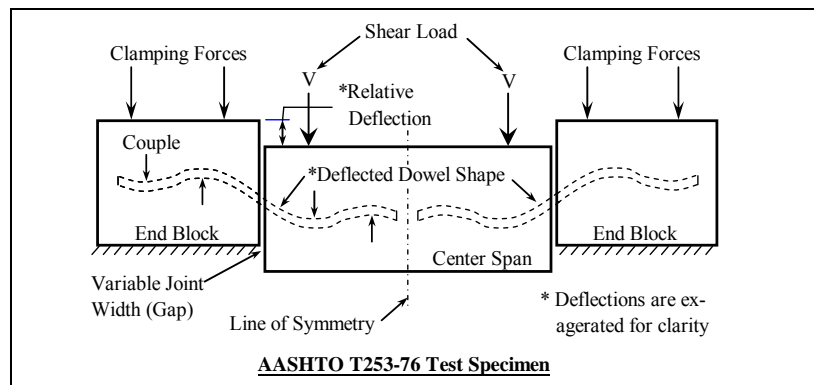 Shear Load
Clamping Forces
Clamping Forces
V
V
*Relative
Deflection
Couple
*Deflected Dowel Shape
End Block
End Block
Center Span
Variable Joint
Width (Gap)
Line of Symmetry
* Deflections are ex-
agerated for clarity
AASHTO T253-76 Test Specimen